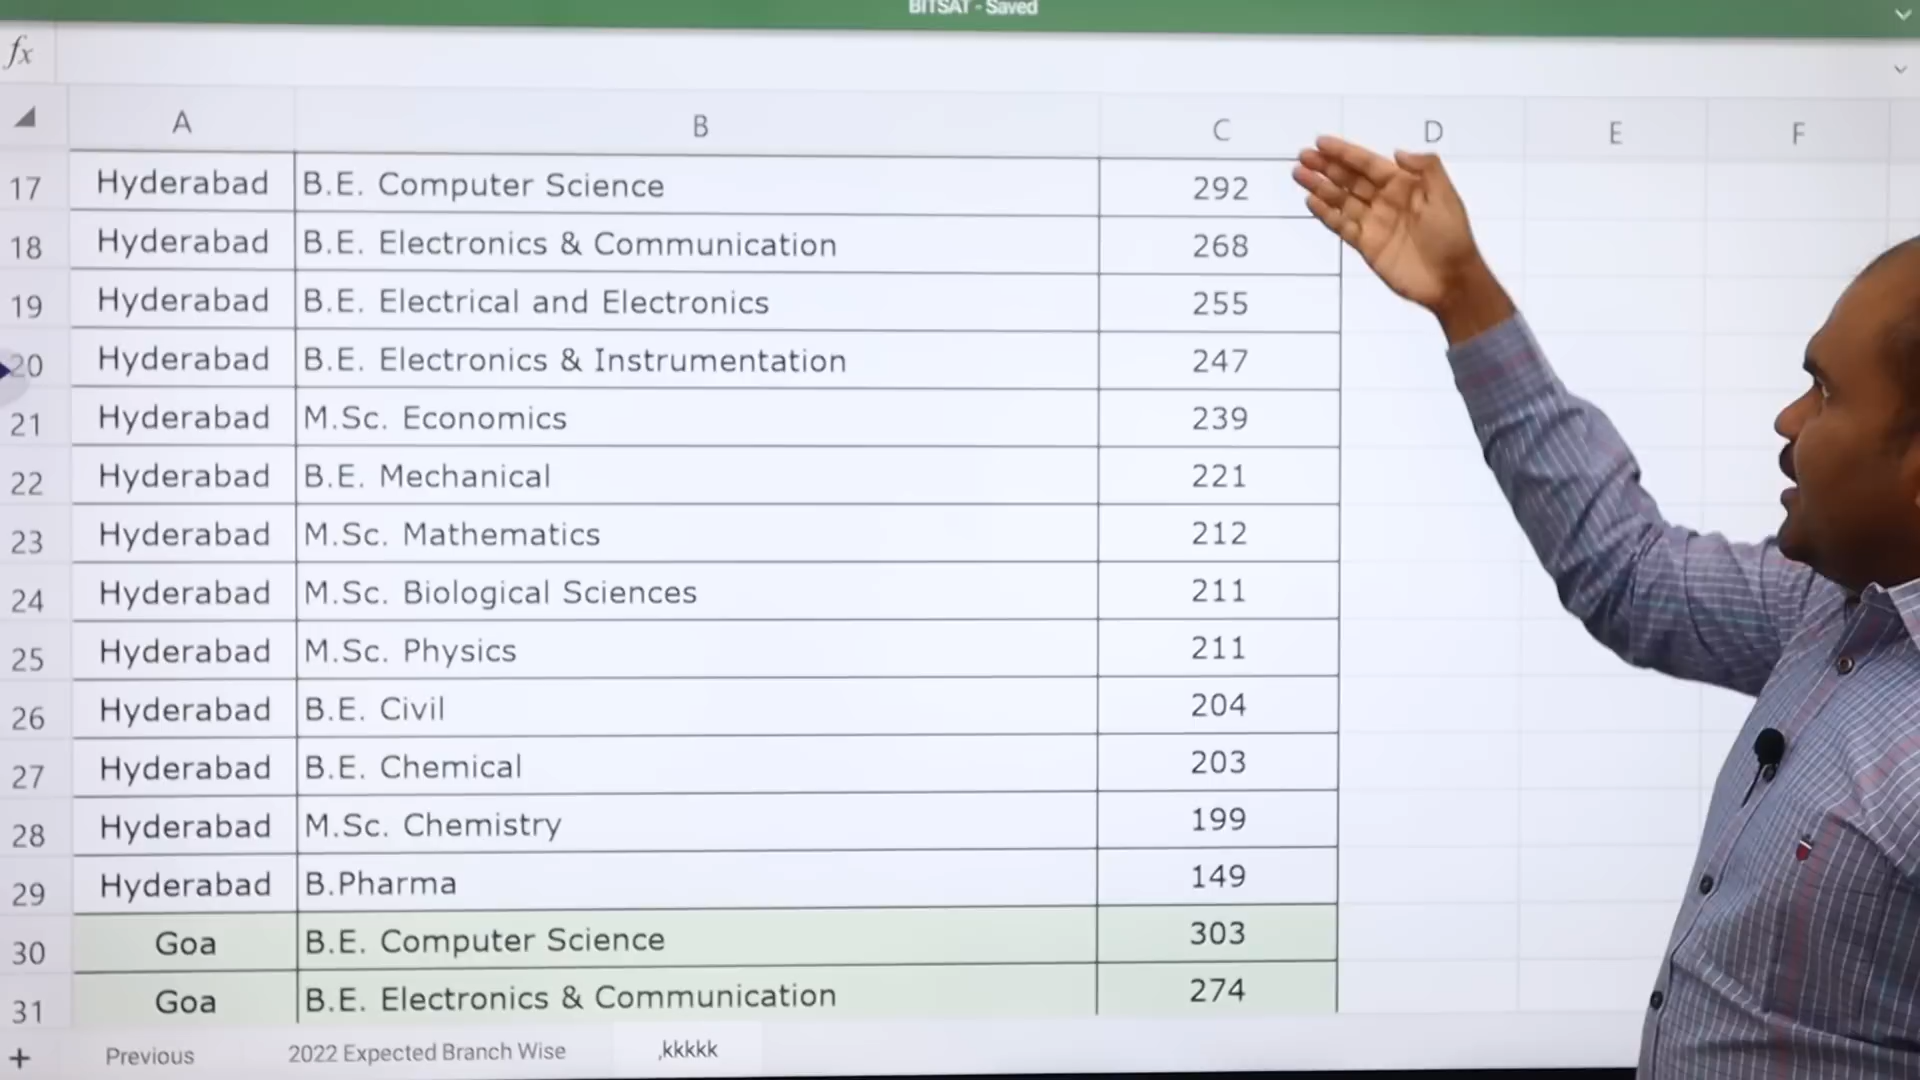 BITSAT - Saved
fx
A B C D E F
17 Hyderabad B.E. Computer Science 292
18 Hyderabad B.E. Electronics & Communication 268
19 Hyderabad B.E. Electrical and Electronics 255
20 Hyderabad B.E. Electronics & Instrumentation 247
21 Hyderabad M.Sc. Economics 239
22 Hyderabad B.E. Mechanical 221
23 Hyderabad M.Sc. Mathematics 212
24 Hyderabad M.Sc. Biological Sciences 211
25 Hyderabad M.Sc. Physics 211
26 Hyderabad B.E. Civil 204
27 Hyderabad B.E. Chemical 203
28 Hyderabad M.Sc. Chemistry 199
29 Hyderabad B.Pharma 149
30 Goa B.E. Computer Science 303
31 Goa B.E. Electronics & Communication 274
+ Previous 2022 Expected Branch Wise ,kkkkk